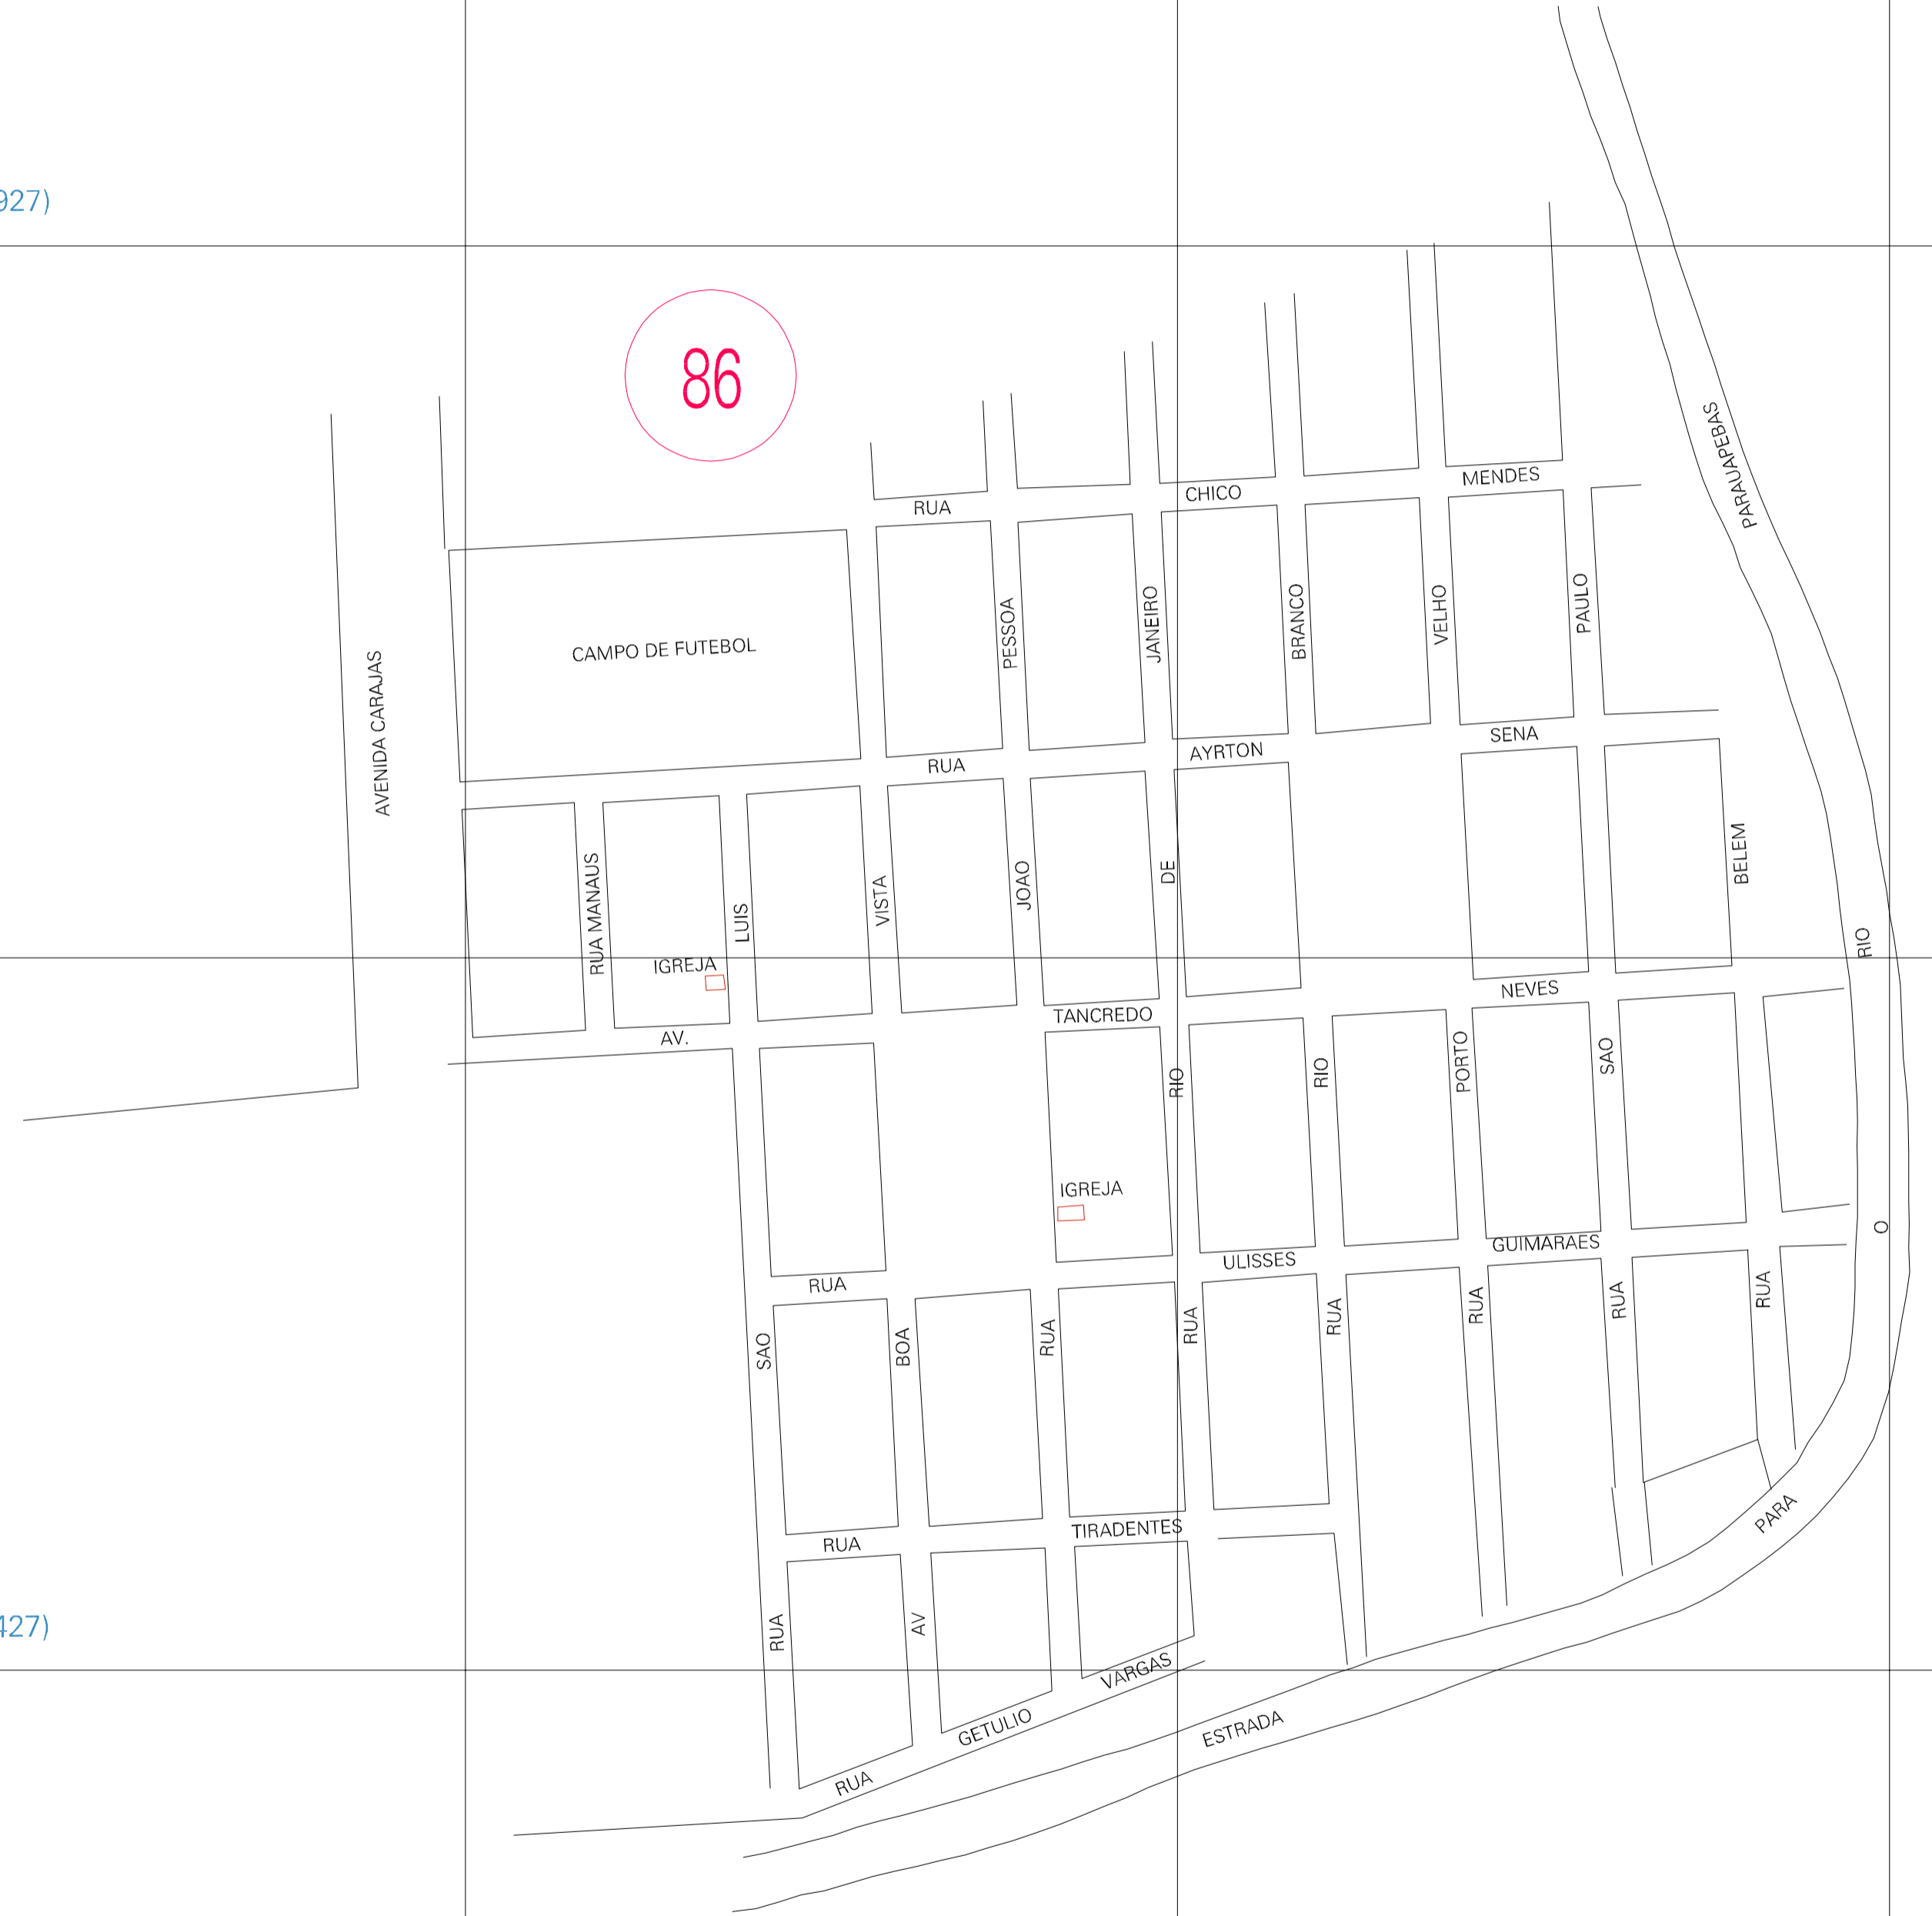 927)
86
PARAUAPEBAS
RUA CHICO MENDES
CAMPO DE FUTEBOL
AVENIDA CARAJAS
PESSOA
JANEIRO
BRANCO
VELHO
PAULO
RUA AYRTON SENA
RUA MANAUS
LUIS
VISTA
JOAO
DE
BELEM
RIO
IGREJA
AV. TANCREDO NEVES
RIO
RIO
PORTO
SAO
IGREJA
O
RUA ULISSES GUIMARAES
SAO
BOA
RUA
RUA
RUA
RUA
RUA
RUA
RUA TIRADENTES
PARA
RUA
AV
RUA GETULIO VARGAS
ESTRADA
427)